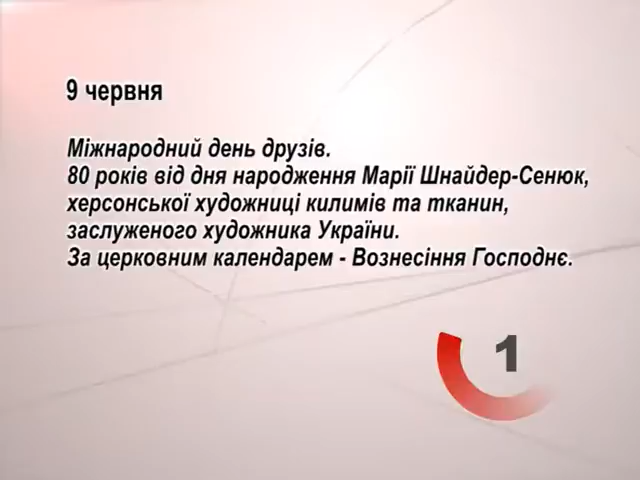 9 червня
Міжнародний день друзів.
80 років від дня народження Марії Шнайдер-Сенюк,
херсонської художниці килимів та тканин,
заслуженого художника України.
За церковним календарем - Вознесіння Господнє.
1